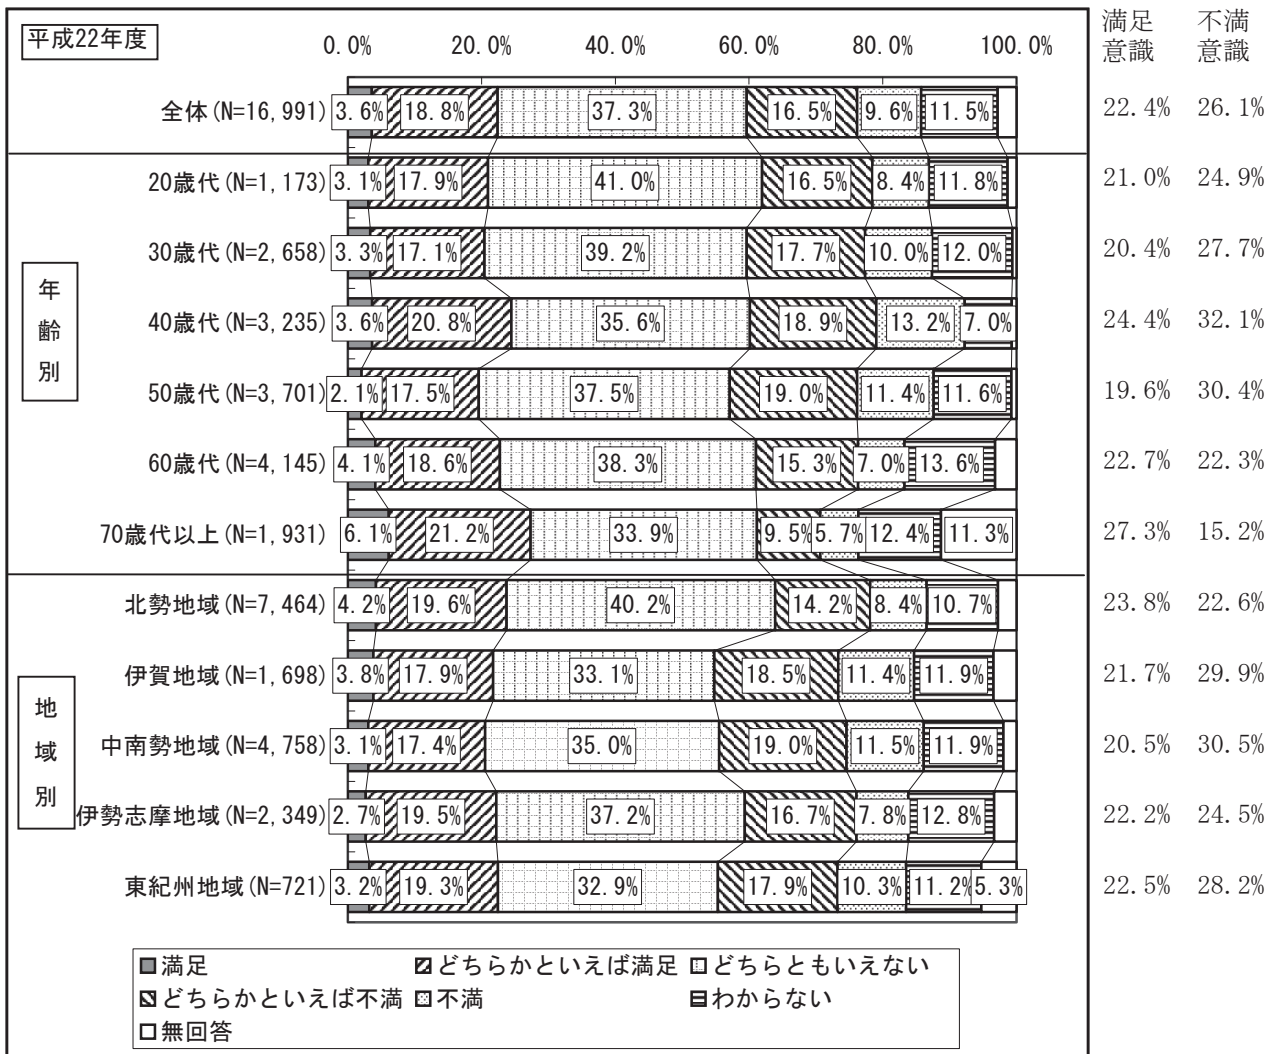 平成22年度
0.0% 20.0% 40.0% 60.0% 80.0% 100.0%
満足意識 不満意識
全体(N=16,991) 3.6% 18.8% 37.3% 16.5% 9.6% 11.5% 22.4% 26.1%
年齢別
20歳代(N=1,173) 3.1% 17.9% 41.0% 16.5% 8.4% 11.8% 21.0% 24.9%
30歳代(N=2,658) 3.3% 17.1% 39.2% 17.7% 10.0% 12.0% 20.4% 27.7%
40歳代(N=3,235) 3.6% 20.8% 35.6% 18.9% 13.2% 7.0% 24.4% 32.1%
50歳代(N=3,701) 2.1% 17.5% 37.5% 19.0% 11.4% 11.6% 19.6% 30.4%
60歳代(N=4,145) 4.1% 18.6% 38.3% 15.3% 7.0% 13.6% 22.7% 22.3%
70歳代以上(N=1,931) 6.1% 21.2% 33.9% 9.5% 5.7% 12.4% 11.3% 27.3% 15.2%
地域別
北勢地域(N=7,464) 4.2% 19.6% 40.2% 14.2% 8.4% 10.7% 23.8% 22.6%
伊賀地域(N=1,698) 3.8% 17.9% 33.1% 18.5% 11.4% 11.9% 21.7% 29.9%
中南勢地域(N=4,758) 3.1% 17.4% 35.0% 19.0% 11.5% 11.9% 20.5% 30.5%
伊勢志摩地域(N=2,349) 2.7% 19.5% 37.2% 16.7% 7.8% 12.8% 22.2% 24.5%
東紀州地域(N=721) 3.2% 19.3% 32.9% 17.9% 10.3% 11.2% 5.3% 22.5% 28.2%
満足 どちらかといえば満足 どちらともいえない
どちらかといえば不満 不満 わからない
無回答